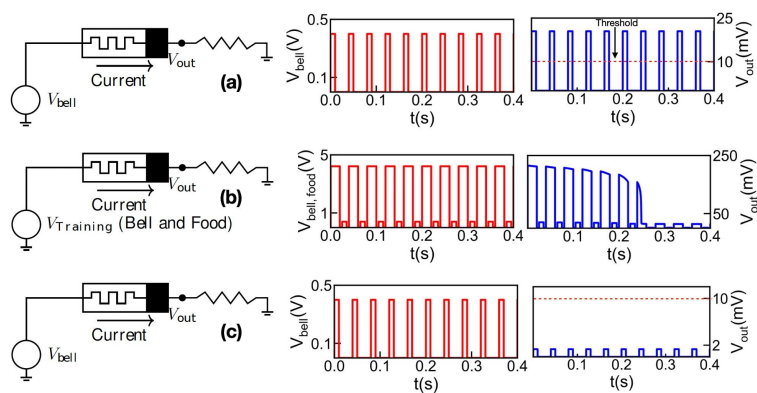 V_bell
Current
V_out
(a)
V_bell(V)
0.5
0.1
0.0 0.1 0.2 0.3 0.4
t(s)
Threshold
25
10
0
V_out(mV)
0 0.1 0.2 0.3 0.4
t(s)
V_Training (Bell and Food)
Current
V_out
(b)
V_bell,food(V)
5
1
0 0.1 0.2 0.3 0.4
t(s)
250
50
V_out(mV)
0 0.1 0.2 0.3 0.4
t(s)
V_bell
Current
V_out
(c)
V_bell(V)
0.5
0.1
0.0 0.1 0.2 0.3 0.4
t(s)
10
2
V_out(mV)
0 0.1 0.2 0.3 0.4
t(s)